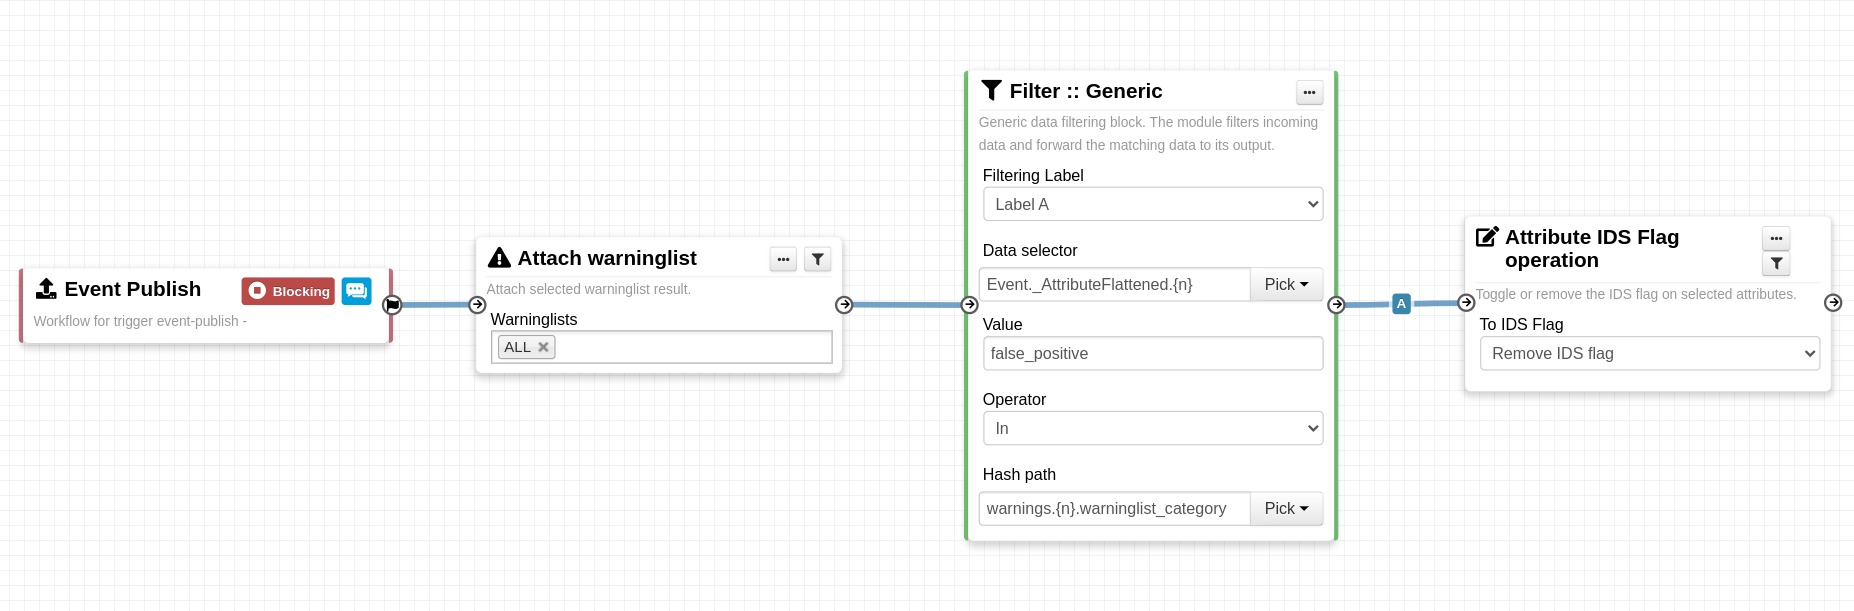 Event Publish
Blocking
Workflow for trigger event-publish -
Attach warninglist
Attach selected warninglist result.
Warninglists
ALL
Filter :: Generic
Generic data filtering block. The module filters incoming
data and forward the matching data to its output.
Filtering Label
Label A
Data selector
Event._AttributeFlattened.{n}
Pick
Value
false_positive
Operator
In
Hash path
warnings.{n}.warninglist_category
Pick
A
Attribute IDS Flag
operation
Toggle or remove the IDS flag on selected attributes.
To IDS Flag
Remove IDS flag